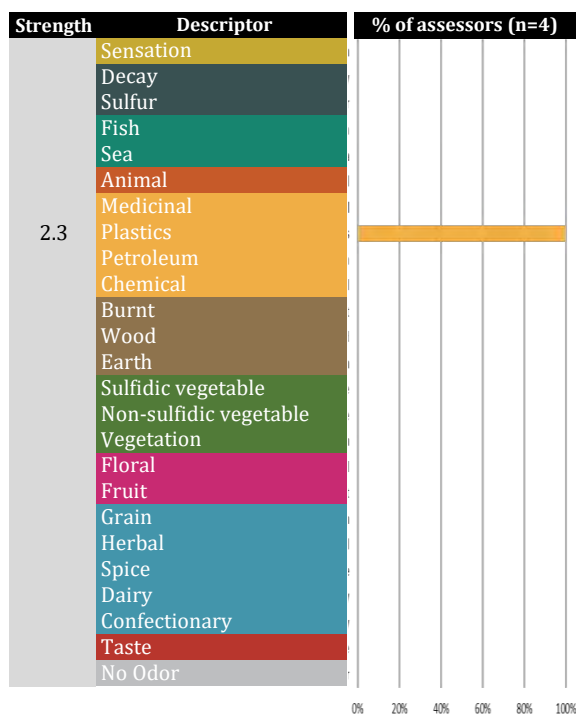 Strength Descriptor % of assessors (n=4)
Sensation
Decay
Sulfur
Fish
Sea
Animal
Medicinal
2.3 Plastics
Petroleum
Chemical
Burnt
Wood
Earth
Sulfidic vegetable
Non-sulfidic vegetable
Vegetation
Floral
Fruit
Grain
Herbal
Spice
Dairy
Confectionary
Taste
No Odor
0% 20% 40% 60% 80% 100%